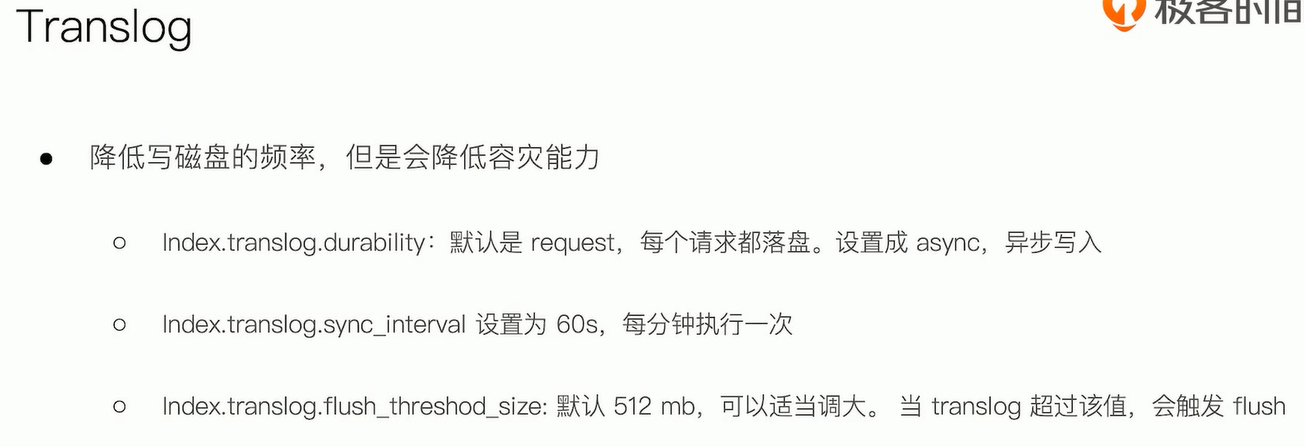 Translog
极客时间
降低写磁盘的频率，但是会降低容灾能力
Index.translog.durability：默认是 request，每个请求都落盘。设置成 async，异步写入
Index.translog.sync_interval 设置为 60s，每分钟执行一次
Index.translog.flush_threshod_size: 默认 512 mb，可以适当调大。 当 translog 超过该值，会触发 flush